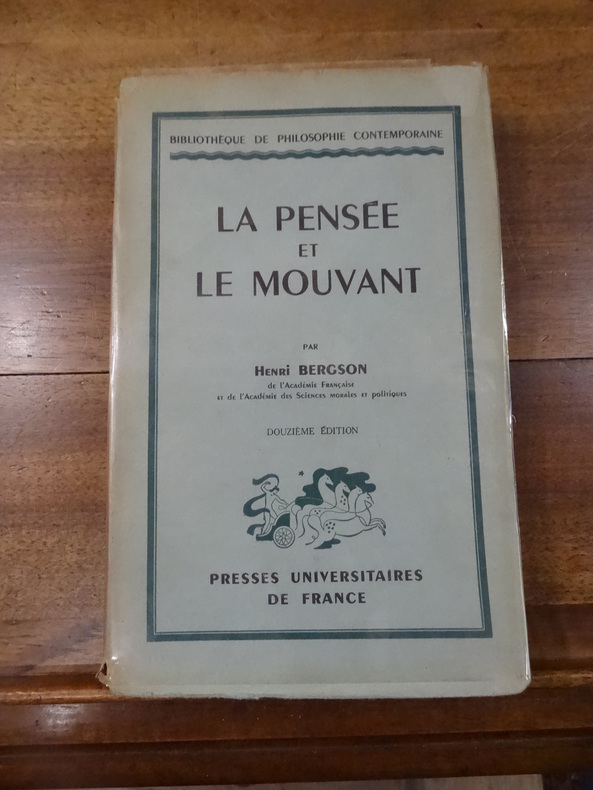 BIBLIOTHÈQUE DE PHILOSOPHIE CONTEMPORAINE
LA PENSÉE
ET
LE MOUVANT
PAR
Henri BERGSON
de l'Académie Française
et de l'Académie des Sciences morales et politiques
DOUZIÈME ÉDITION
PRESSES UNIVERSITAIRES
DE FRANCE